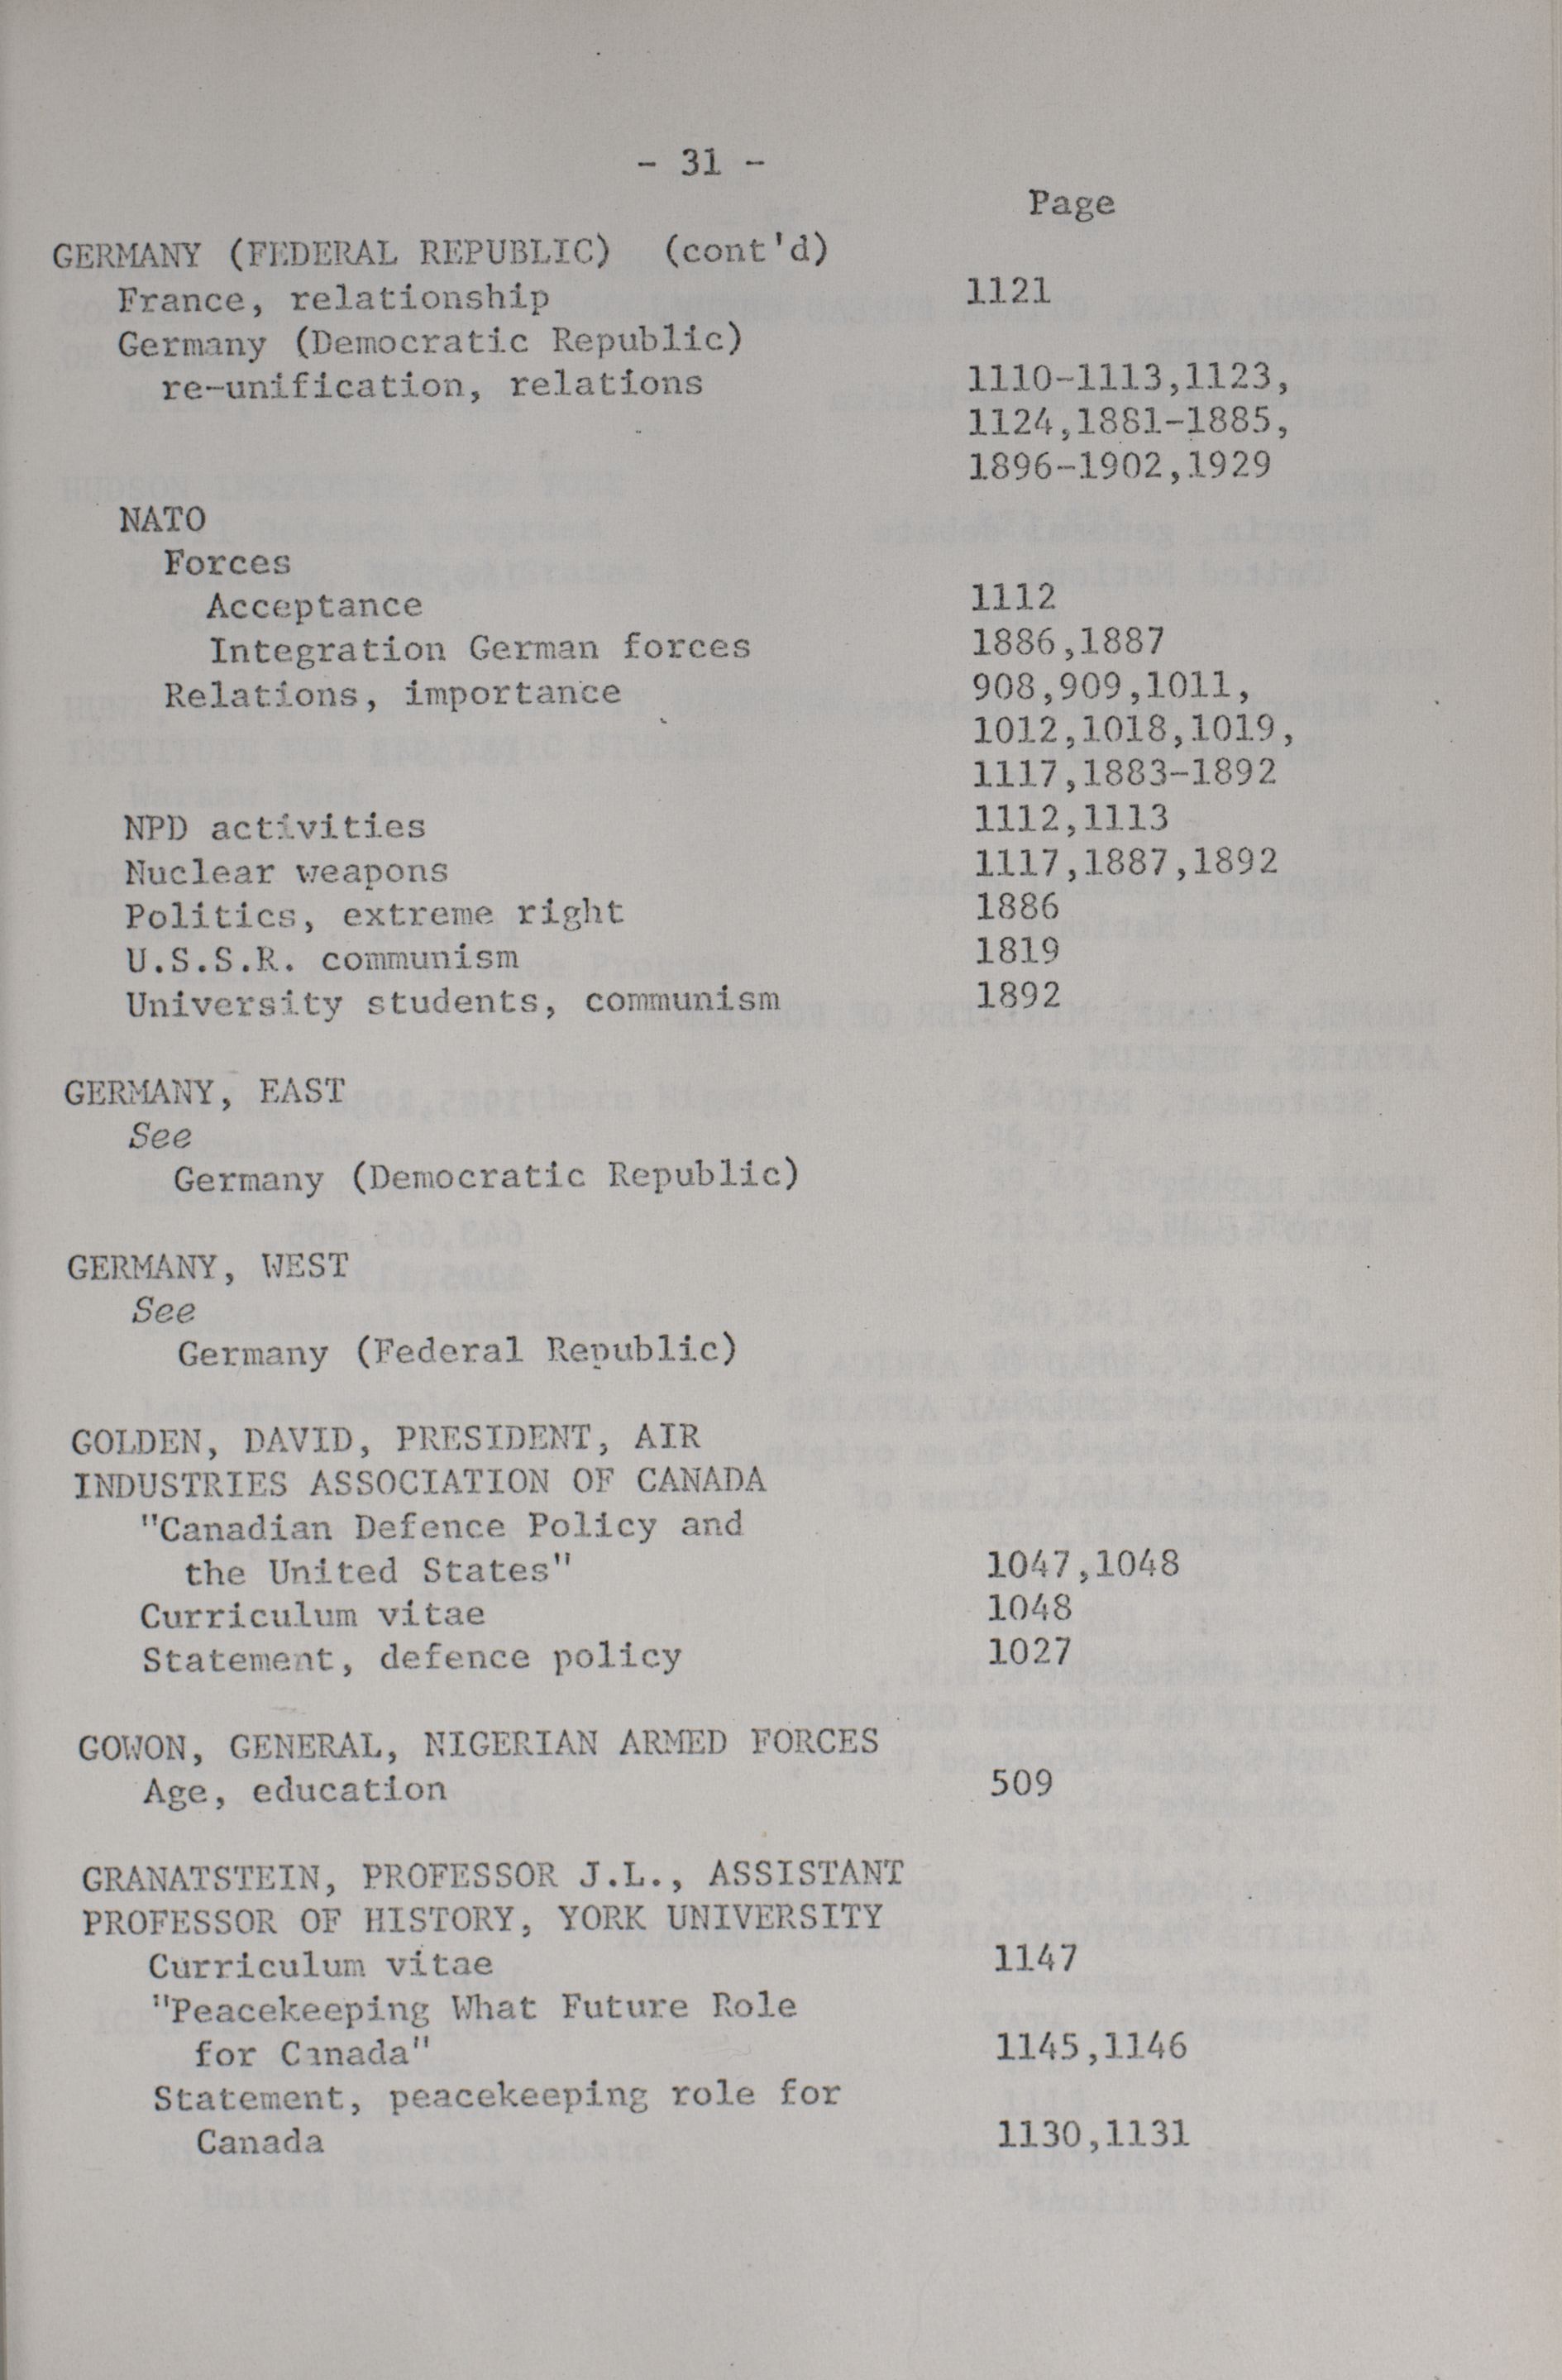 - 31 -
Page
GERMANY (FEDERAL REPUBLIC) (cont'd)
France, relationship 1121
Germany (Democratic Republic)
re-unification, relations 1110-1113,1123,
1124,1881-1885,
1896-1902,1929
NATO
Forces
Acceptance 1112
Integration German forces 1886,1887
Relations, importance 908,909,1011,
1012,1018,1019,
1117,1883-1892
NPD activities 1112,1113
Nuclear weapons 1117,1887,1892
Politics, extreme right 1886
U.S.S.R. communism 1819
University students, communism 1892
GERMANY, EAST
See
Germany (Democratic Republic)
GERMANY, WEST
See
Germany (Federal Republic)
GOLDEN, DAVID, PRESIDENT, AIR
INDUSTRIES ASSOCIATION OF CANADA
"Canadian Defence Policy and
the United States" 1047,1048
Curriculum vitae 1048
Statement, defence policy 1027
GOWON, GENERAL, NIGERIAN ARMED FORCES
Age, education 509
GRANATSTEIN, PROFESSOR J.L., ASSISTANT
PROFESSOR OF HISTORY, YORK UNIVERSITY
Curriculum vitae 1147
"Peacekeeping What Future Role
for Canada" 1145,1146
Statement, peacekeeping role for
Canada 1130,1131